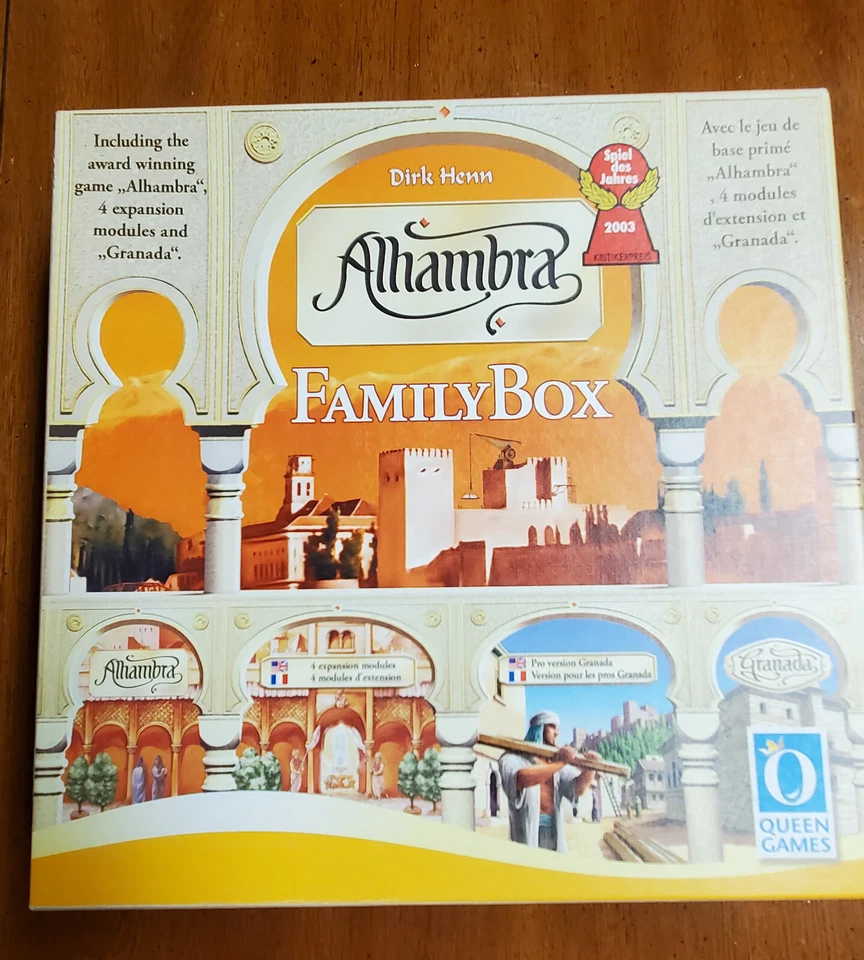 Including the
award winning
game „Alhambra“,
4 expansion
modules and
„Granada“.
Dirk Henn
Alhambra
FAMILYBOX
Spiel
des
Jahres
2003
KRITIKERPREIS
Avec le jeu de
base primé
„Alhambra“
, 4 modules
d'extension et
„Granada“.
Alhambra
4 expansion modules
4 modules d'extension
Pro version Granada
Version pour les pros Granada
Granada
QUEEN
GAMES